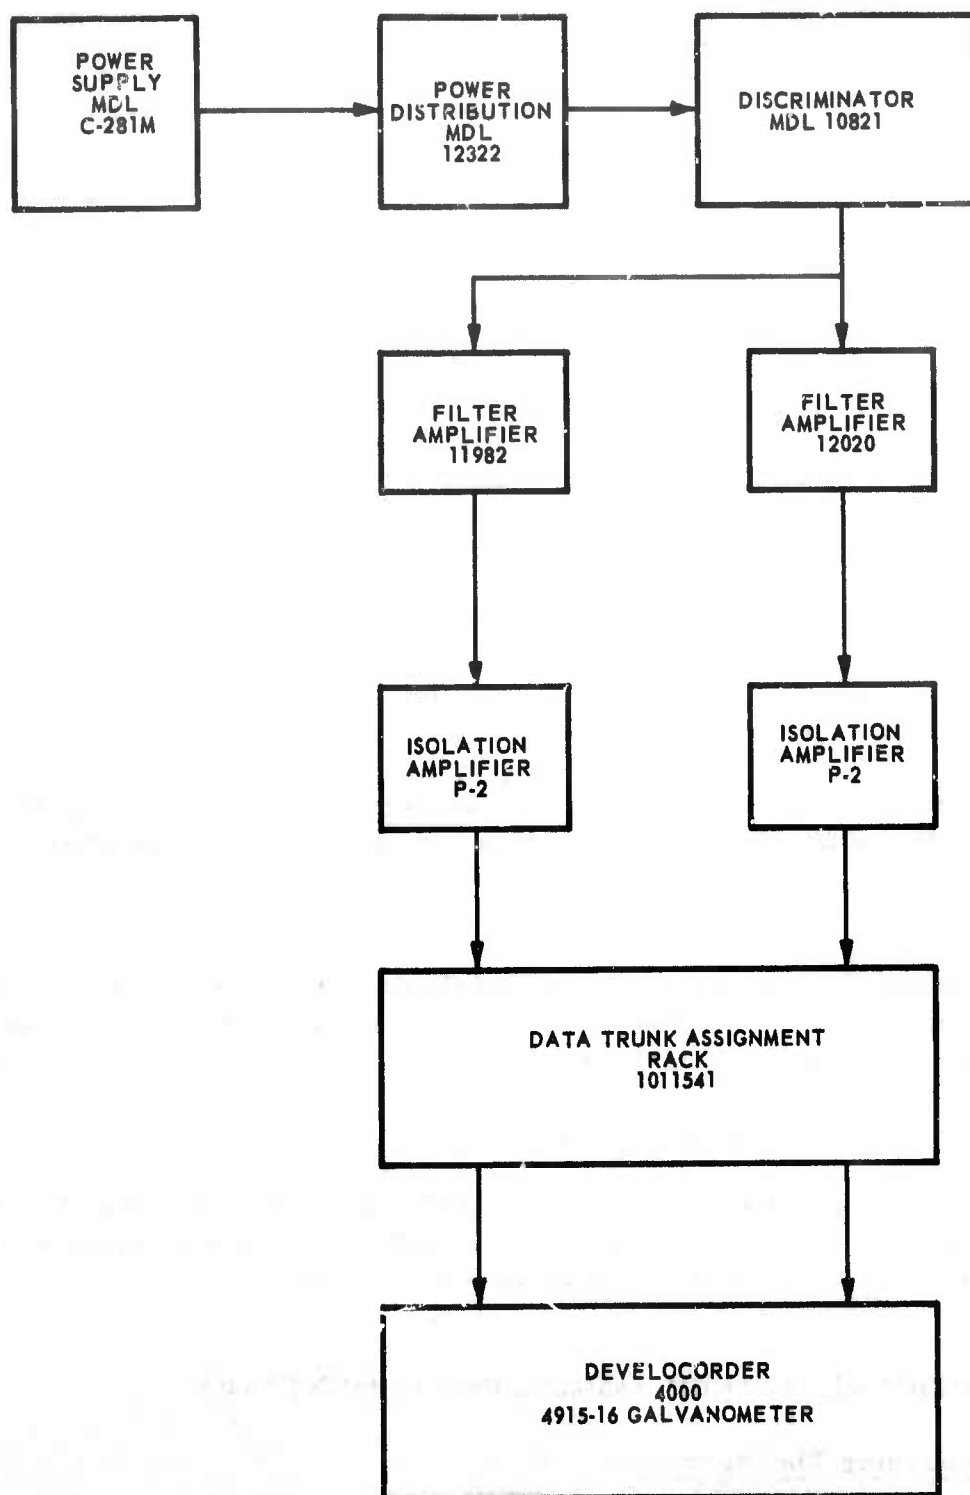 POWER
SUPPLY
MDL
C-281M
POWER
DISTRIBUTION
MDL
12322
DISCRIMINATOR
MDL 10821
FILTER
AMPLIFIER
11982
FILTER
AMPLIFIER
12020
ISOLATION
AMPLIFIER
P-2
ISOLATION
AMPLIFIER
P-2
DATA TRUNK ASSIGNMENT
RACK
1011541
DEVELOCORDER
4000
4915-16 GALVANOMETER